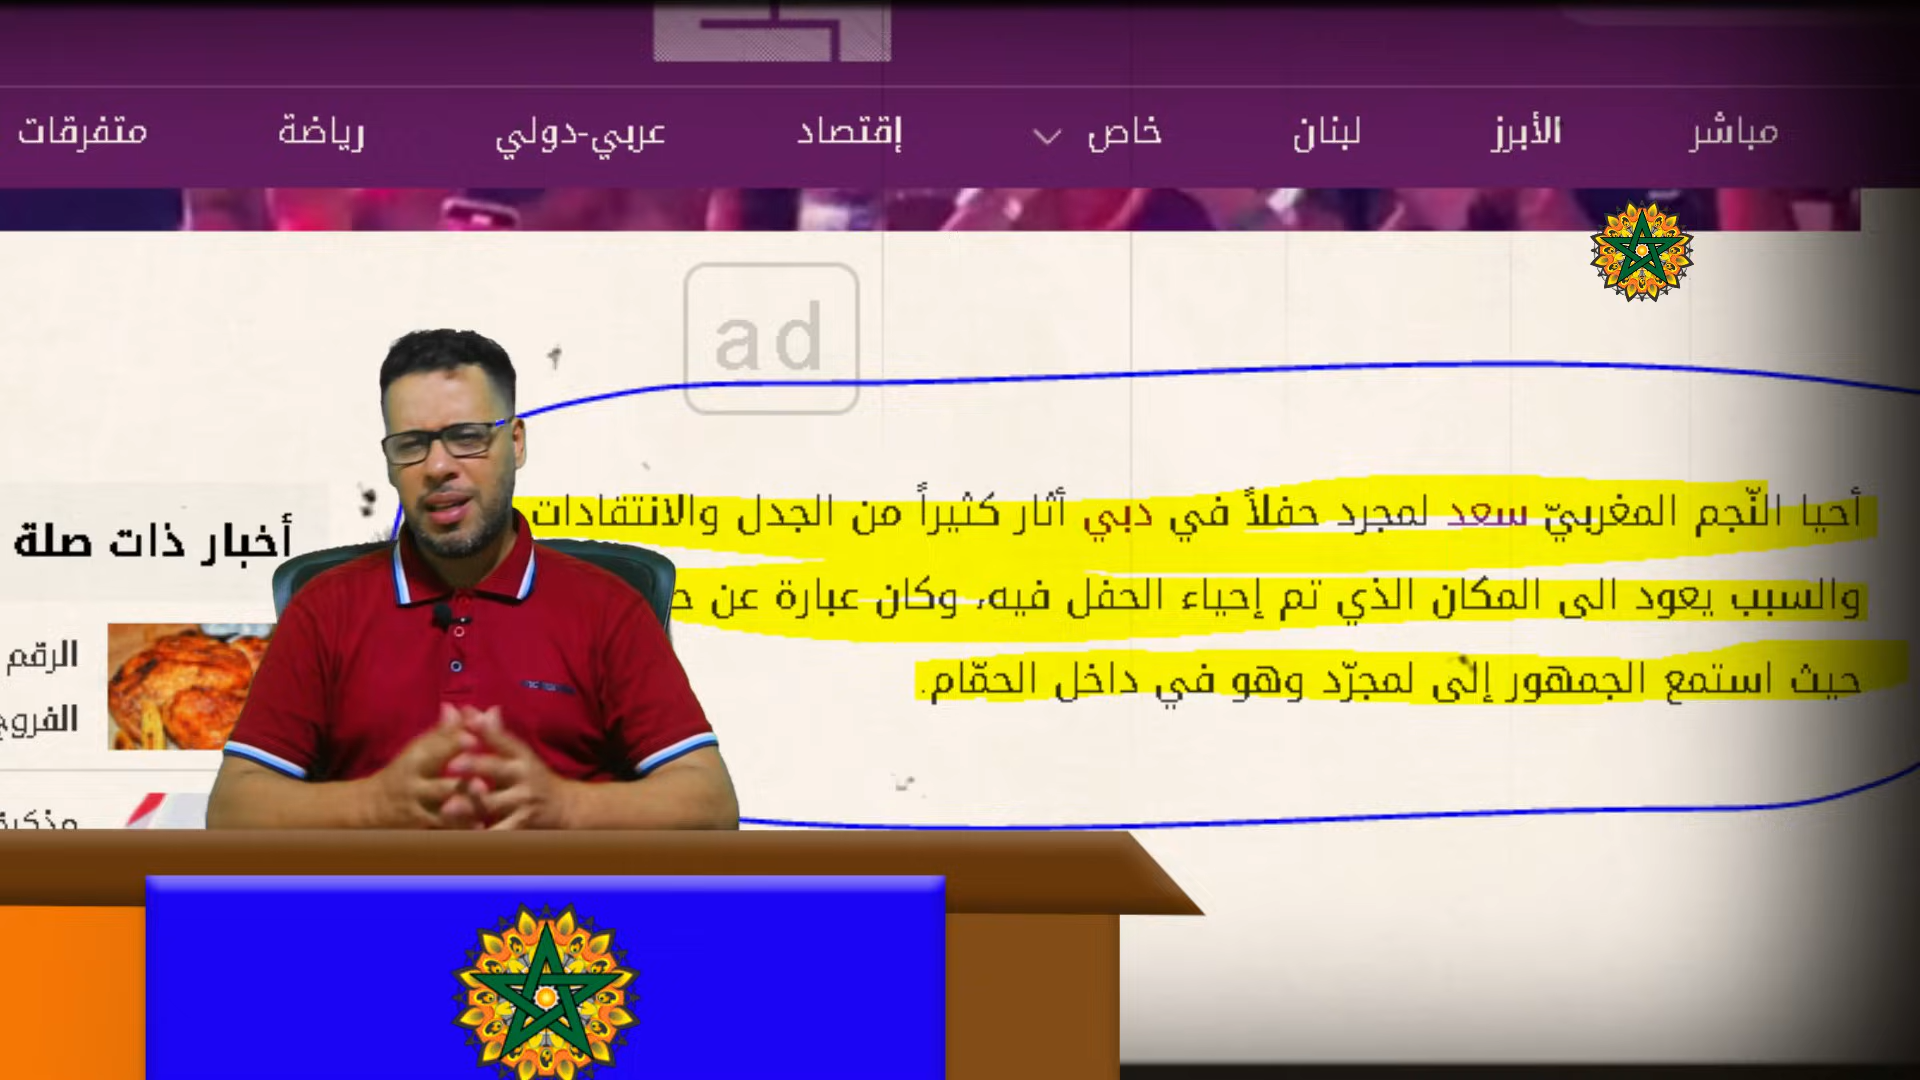 مباشر
الأبرز
لبنان
خاص
إقتصاد
عربي-دولي
رياضة
متفرقات
ad
أحيا النّجم المغربيّ سعد لمجرد حفلاً في دبي أثار كثيراً من الجدل والانتقادات
والسبب يعود الى المكان الذي تم إحياء الحفل فيه، وكان عبارة عن
حيث استمع الجمهور إلى لمجرّد وهو في داخل الحمّام.
أخبار ذات صلة
الرقم
الفروج